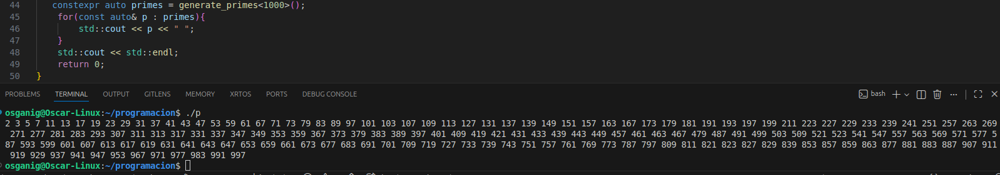 44 constexpr auto primes = generate_primes<1000>();
45 for(const auto& p : primes){
46 std::cout << p << " ";
47 }
48 std::cout << std::endl;
49 return 0;
50 }
PROBLEMS TERMINAL OUTPUT GITLENS MEMORY XRTOS PORTS DEBUG CONSOLE bash
osganig@Oscar-Linux:~/programacion$ ./p
2 3 5 7 11 13 17 19 23 29 31 37 41 43 47 53 59 61 67 71 73 79 83 89 97 101 103 107 109 113 127 131 137 139 149 151 157 163 167 173 179 181 191 193 197 199 211 223 227 229 233 239 241 251 257 263 269
271 277 281 283 293 307 311 313 317 331 337 347 349 353 359 367 373 379 383 389 397 401 409 419 421 431 433 439 443 449 457 461 463 467 479 487 491 499 503 509 521 523 541 547 557 563 569 571 577 5
87 593 599 601 607 613 617 619 631 641 643 647 653 659 661 673 677 683 691 701 709 719 727 733 739 743 751 757 761 769 773 787 797 809 811 821 823 827 829 839 853 857 859 863 877 881 883 887 907 911
919 929 937 941 947 953 967 971 977 983 991 997
osganig@Oscar-Linux:~/programacion$